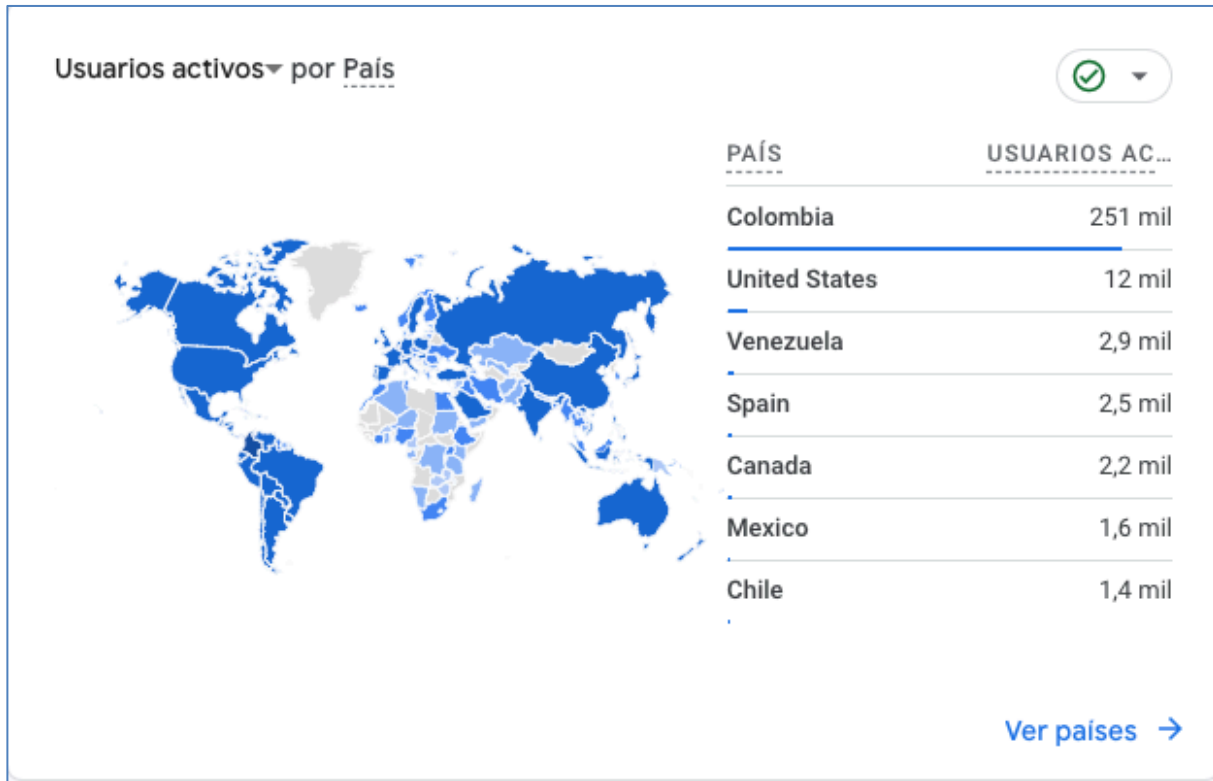 Usuarios activos por País
PAÍS USUARIOS AC...
Colombia 251 mil
United States 12 mil
Venezuela 2,9 mil
Spain 2,5 mil
Canada 2,2 mil
Mexico 1,6 mil
Chile 1,4 mil
Ver países